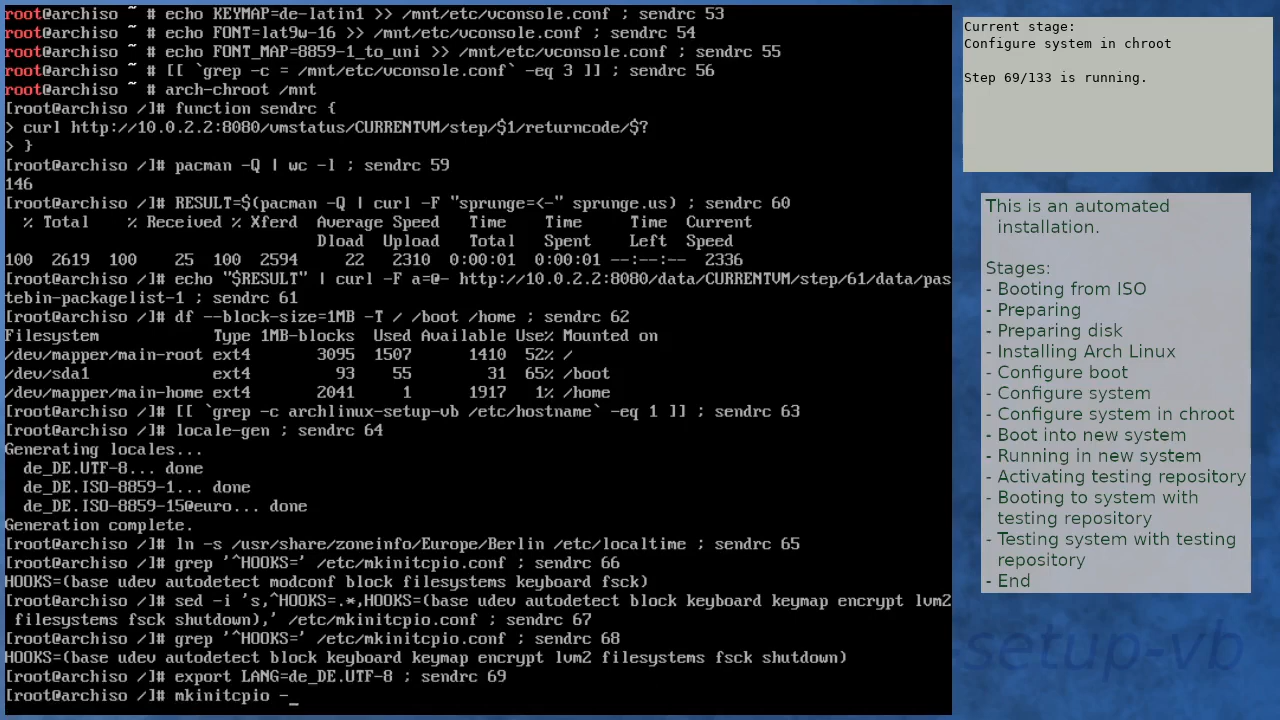 root@archiso ~ # echo KEYMAP=de-latin1 >> /mnt/etc/vconsole.conf ; sendrc 53
root@archiso ~ # echo FONT=lat9w-16 >> /mnt/etc/vconsole.conf ; sendrc 54
root@archiso ~ # echo FONT_MAP=8859-1_to_uni >> /mnt/etc/vconsole.conf ; sendrc 55
root@archiso ~ # [[ `grep -c = /mnt/etc/vconsole.conf` -eq 3 ]] ; sendrc 56
root@archiso ~ # arch-chroot /mnt
[root@archiso /]# function sendrc {
> curl http://10.0.2.2:8080/vmstatus/CURRENTVM/step/$1/returncode/$?
> }
[root@archiso /]# pacman -Q | wc -l ; sendrc 59
146
[root@archiso /]# RESULT=$(pacman -Q | curl -F "sprunge=<-" sprunge.us) ; sendrc 60
  % Total    % Received % Xferd  Average Speed   Time    Time     Time  Current
                                 Dload  Upload   Total   Spent    Left  Speed
100  2619  100    25  100  2594     22   2310  0:00:01  0:00:01 --:--:--  2336
[root@archiso /]# echo "$RESULT" | curl -F a=@- http://10.0.2.2:8080/data/CURRENTVM/step/61/data/pas
tebin-packagelist-1 ; sendrc 61
[root@archiso /]# df --block-size=1MB -T / /boot /home ; sendrc 62
Filesystem            Type 1MB-blocks  Used Available Use% Mounted on
/dev/mapper/main-root ext4       3095  1507      1410  52% /
/dev/sda1             ext4         93    55        31  65% /boot
/dev/mapper/main-home ext4       2041     1      1917   1% /home
[root@archiso /]# [[ `grep -c archlinux-setup-vb /etc/hostname` -eq 1 ]] ; sendrc 63
[root@archiso /]# locale-gen ; sendrc 64
Generating locales...
  de_DE.UTF-8... done
  de_DE.ISO-8859-1... done
  de_DE.ISO-8859-15@euro... done
Generation complete.
[root@archiso /]# ln -s /usr/share/zoneinfo/Europe/Berlin /etc/localtime ; sendrc 65
[root@archiso /]# grep '^HOOKS=' /etc/mkinitcpio.conf ; sendrc 66
HOOKS=(base udev autodetect modconf block filesystems keyboard fsck)
[root@archiso /]# sed -i 's,^HOOKS=.*,HOOKS=(base udev autodetect block keyboard keymap encrypt lvm2
 filesystems fsck shutdown),' /etc/mkinitcpio.conf ; sendrc 67
[root@archiso /]# grep '^HOOKS=' /etc/mkinitcpio.conf ; sendrc 68
HOOKS=(base udev autodetect block keyboard keymap encrypt lvm2 filesystems fsck shutdown)
[root@archiso /]# export LANG=de_DE.UTF-8 ; sendrc 69
[root@archiso /]# mkinitcpio -_
Current stage:
Configure system in chroot
Step 69/133 is running.
This is an automated
installation.
Stages:
- Booting from ISO
- Preparing
- Preparing disk
- Installing Arch Linux
- Configure boot
- Configure system
- Configure system in chroot
- Boot into new system
- Running in new system
- Activating testing repository
- Booting to system with
testing repository
- Testing system with testing
repository
- End
setup-vb